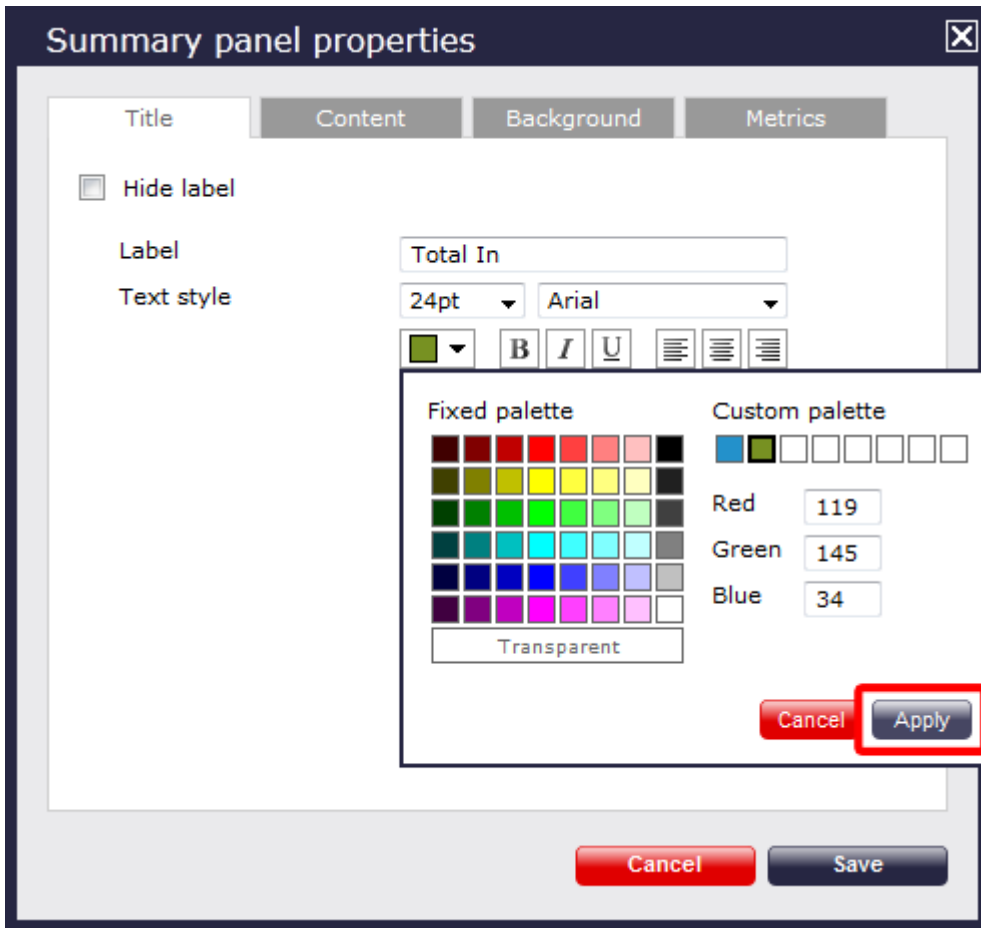 Summary panel properties
Title Content Background Metrics
Hide label
Label Total In
Text style 24pt Arial
B I U
Fixed palette Custom palette
Red 119
Green 145
Blue 34
Transparent
Cancel Apply
Cancel Save